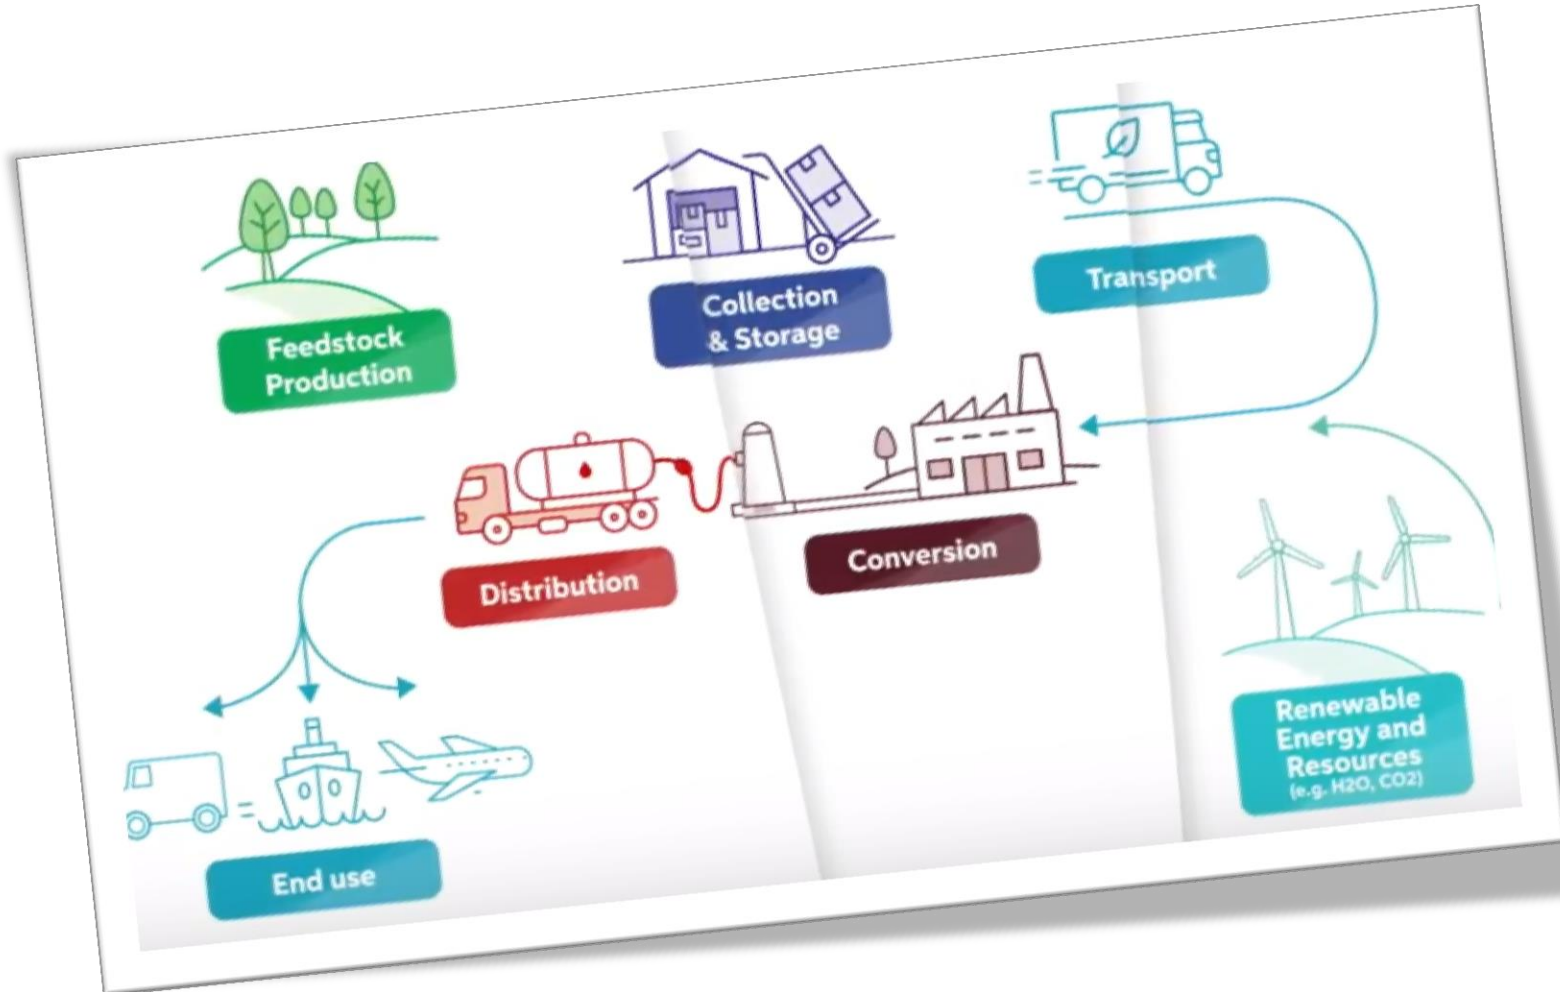 Feedstock
Production
Collection
& Storage
Transport
Distribution
Conversion
Renewable
Energy and
Resources
(e.g. H2O, CO2)
End use